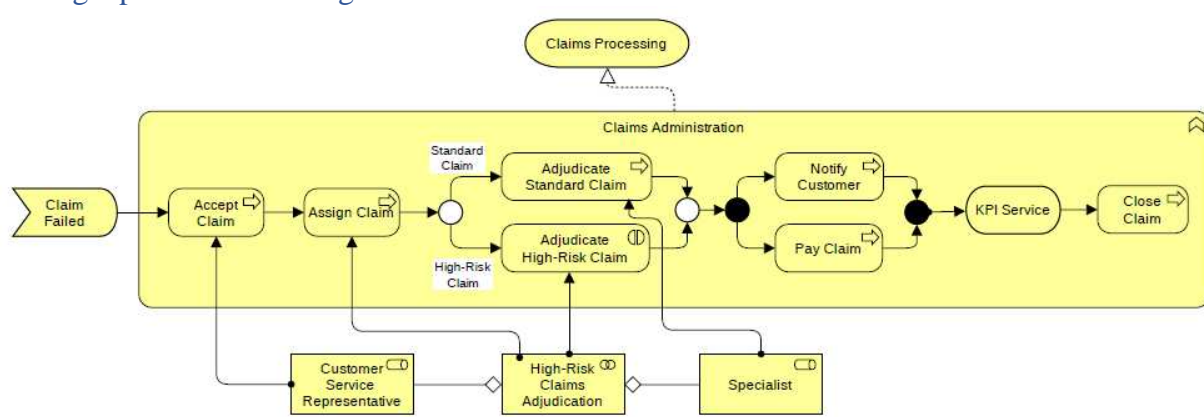 Claims Processing
Claims Administration
Standard
Claim
Adjudicate
Standard Claim
Notify
Customer
Claim
Failed
Accept
Claim
Assign Claim
KPI Service
Close
Claim
Adjudicate
High-Risk Claim
Pay Claim
High-Risk
Claim
Customer
Service
Representative
High-Risk
Claims
Adjudication
Specialist